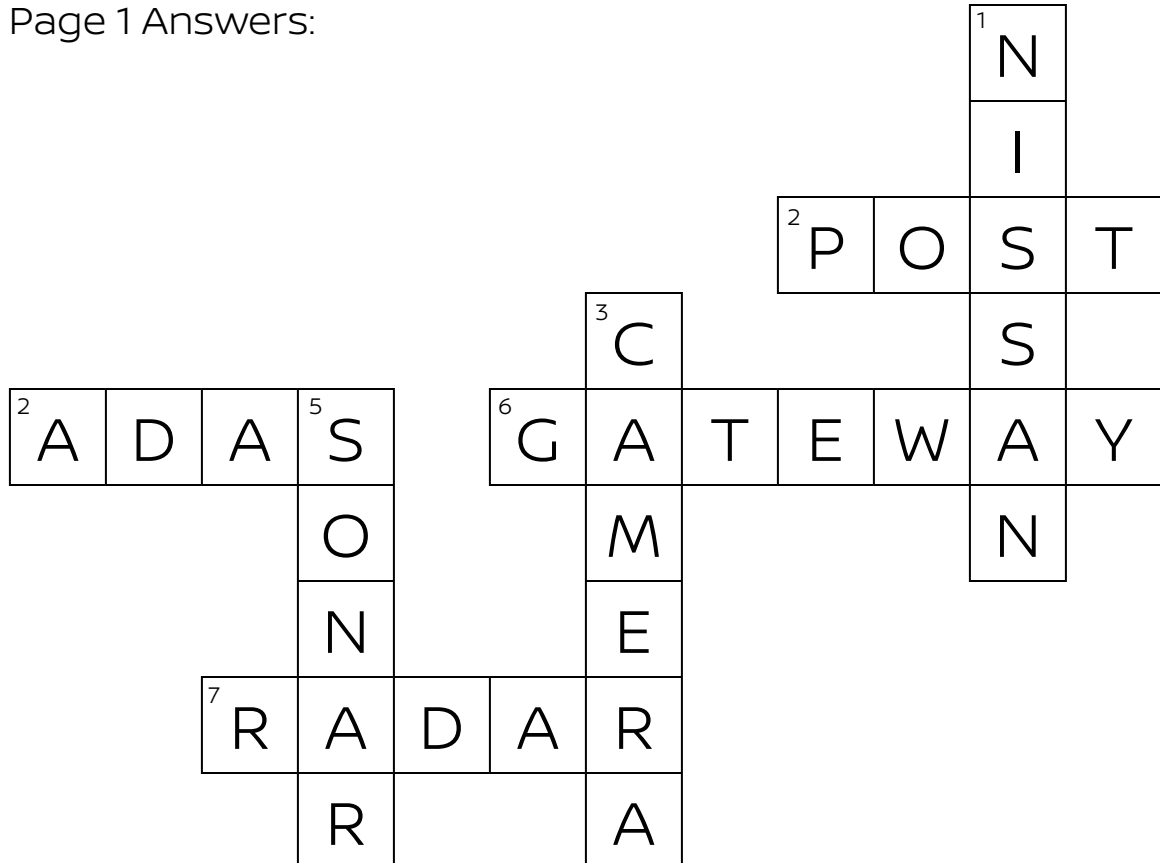 Page 1 Answers:
1 N
I
2 P O S T
3 C S
2 A D A 5 S 6 G A T E W A Y
O M N
N E
7 R A D A R
R A